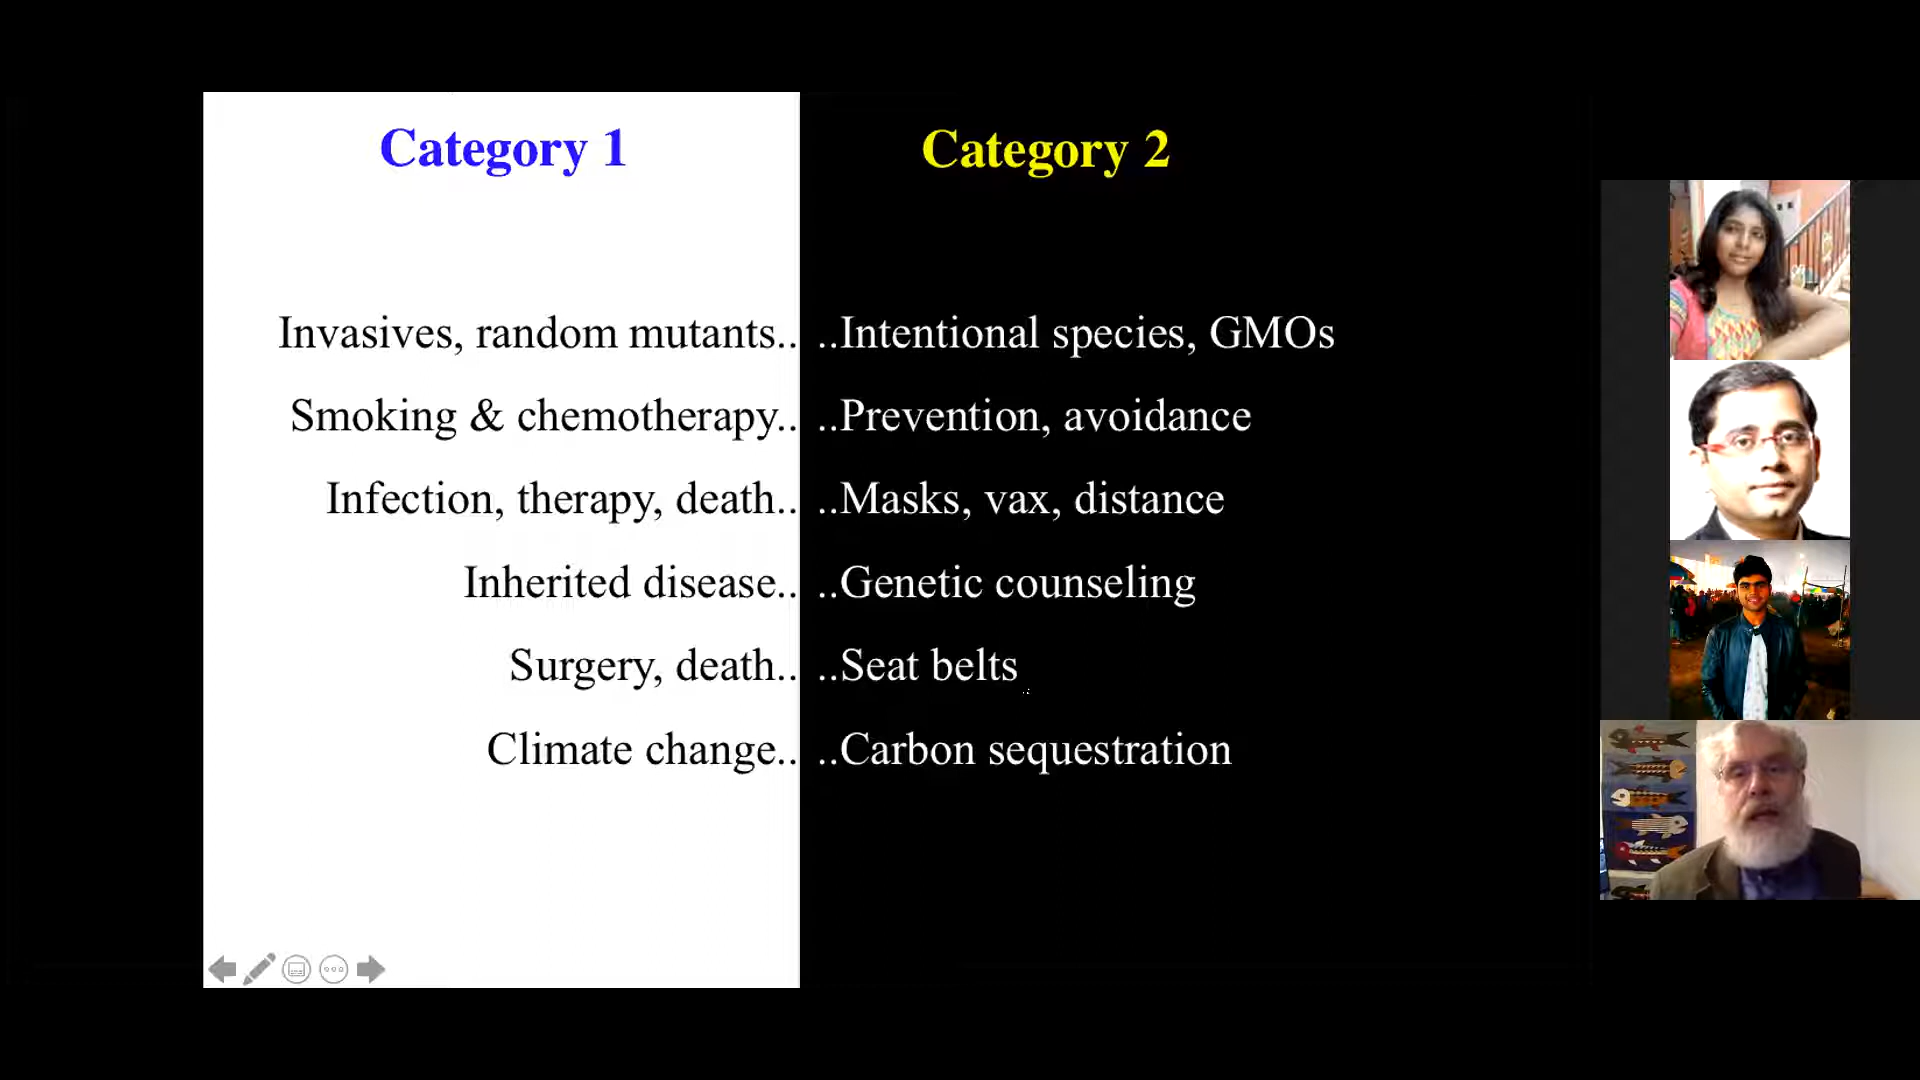 Category 1
Category 2
Invasives, random mutants.. ..Intentional species, GMOs
Smoking & chemotherapy.. ..Prevention, avoidance
Infection, therapy, death.. ..Masks, vax, distance
Inherited disease.. ..Genetic counseling
Surgery, death.. ..Seat belts
Climate change.. ..Carbon sequestration